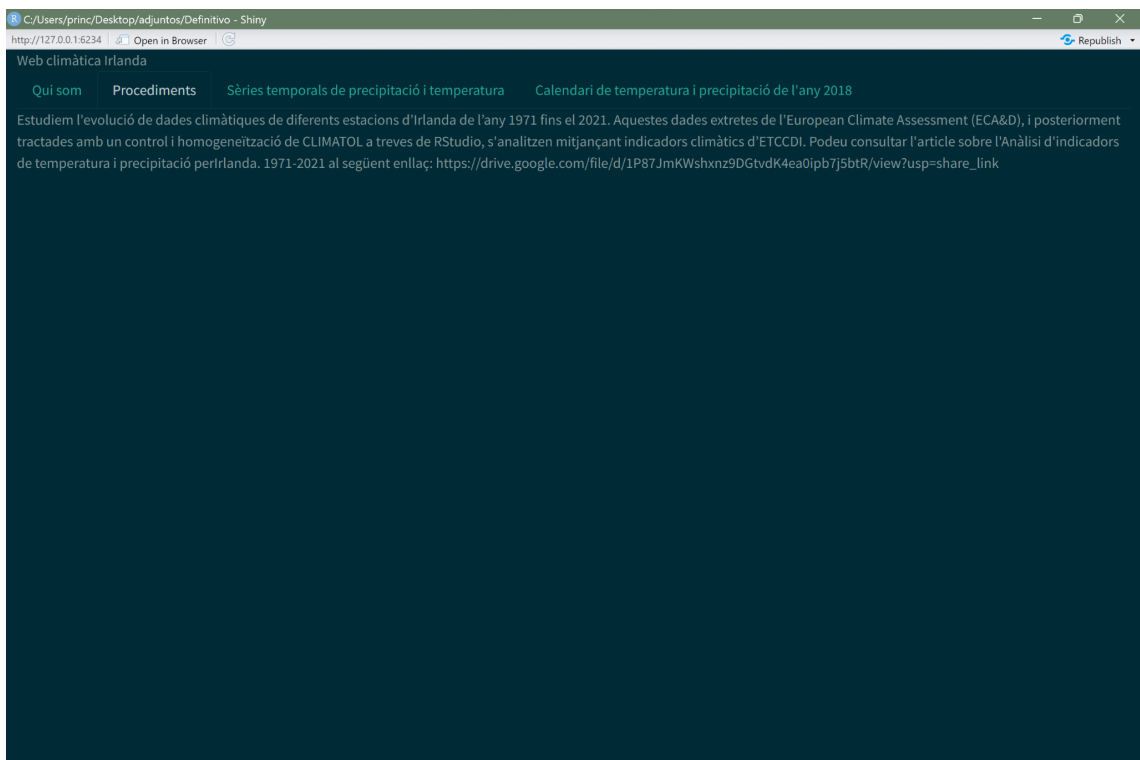 C:/Users/princ/Desktop/adjuntos/Definitivo - Shiny
http://127.0.0.1:6234 Open in Browser Republish
Web climàtica Irlanda
Qui som Procediments Sèries temporals de precipitació i temperatura Calendari de temperatura i precipitació de l'any 2018
Estudiem l'evolució de dades climàtiques de diferents estacions d'Irlanda de l'any 1971 fins el 2021. Aquestes dades extretes de l'European Climate Assessment (ECA&D), i posteriorment
tractades amb un control i homogeneïtzació de CLIMATOL a treves de RStudio, s'analitzen mitjançant indicadors climàtics d'ETCCDI. Podeu consultar l'article sobre l'Anàlisi d'indicadors
de temperatura i precipitació perIrlanda. 1971-2021 al següent enllaç: https://drive.google.com/file/d/1P87JmKWshxnz9DGtvdK4ea0ipb7j5btR/view?usp=share_link